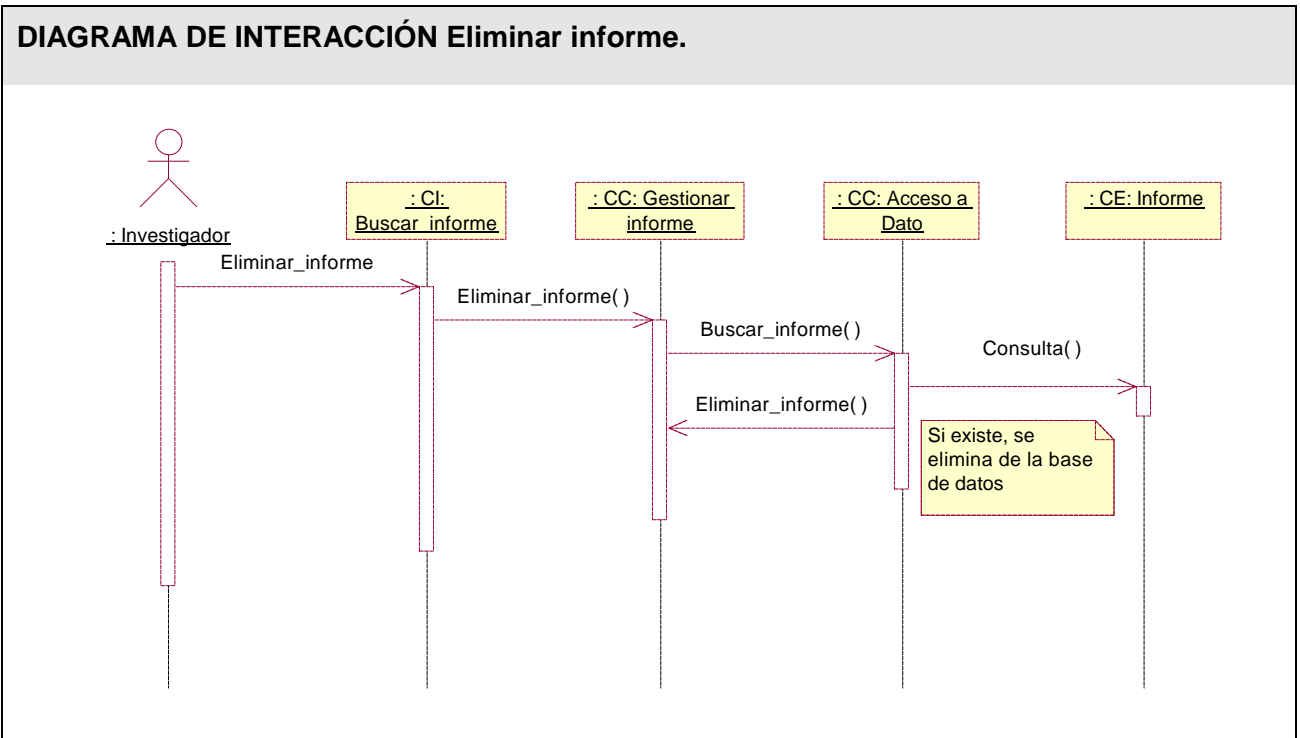 DIAGRAMA DE INTERACCIÓN Eliminar informe.
: Investigador
: CI:
Buscar_informe
: CC: Gestionar
informe
: CC: Acceso a
Dato
: CE: Informe
Eliminar_informe
Eliminar_informe( )
Buscar_informe( )
Consulta( )
Eliminar_informe( )
Si existe, se
elimina de la base
de datos